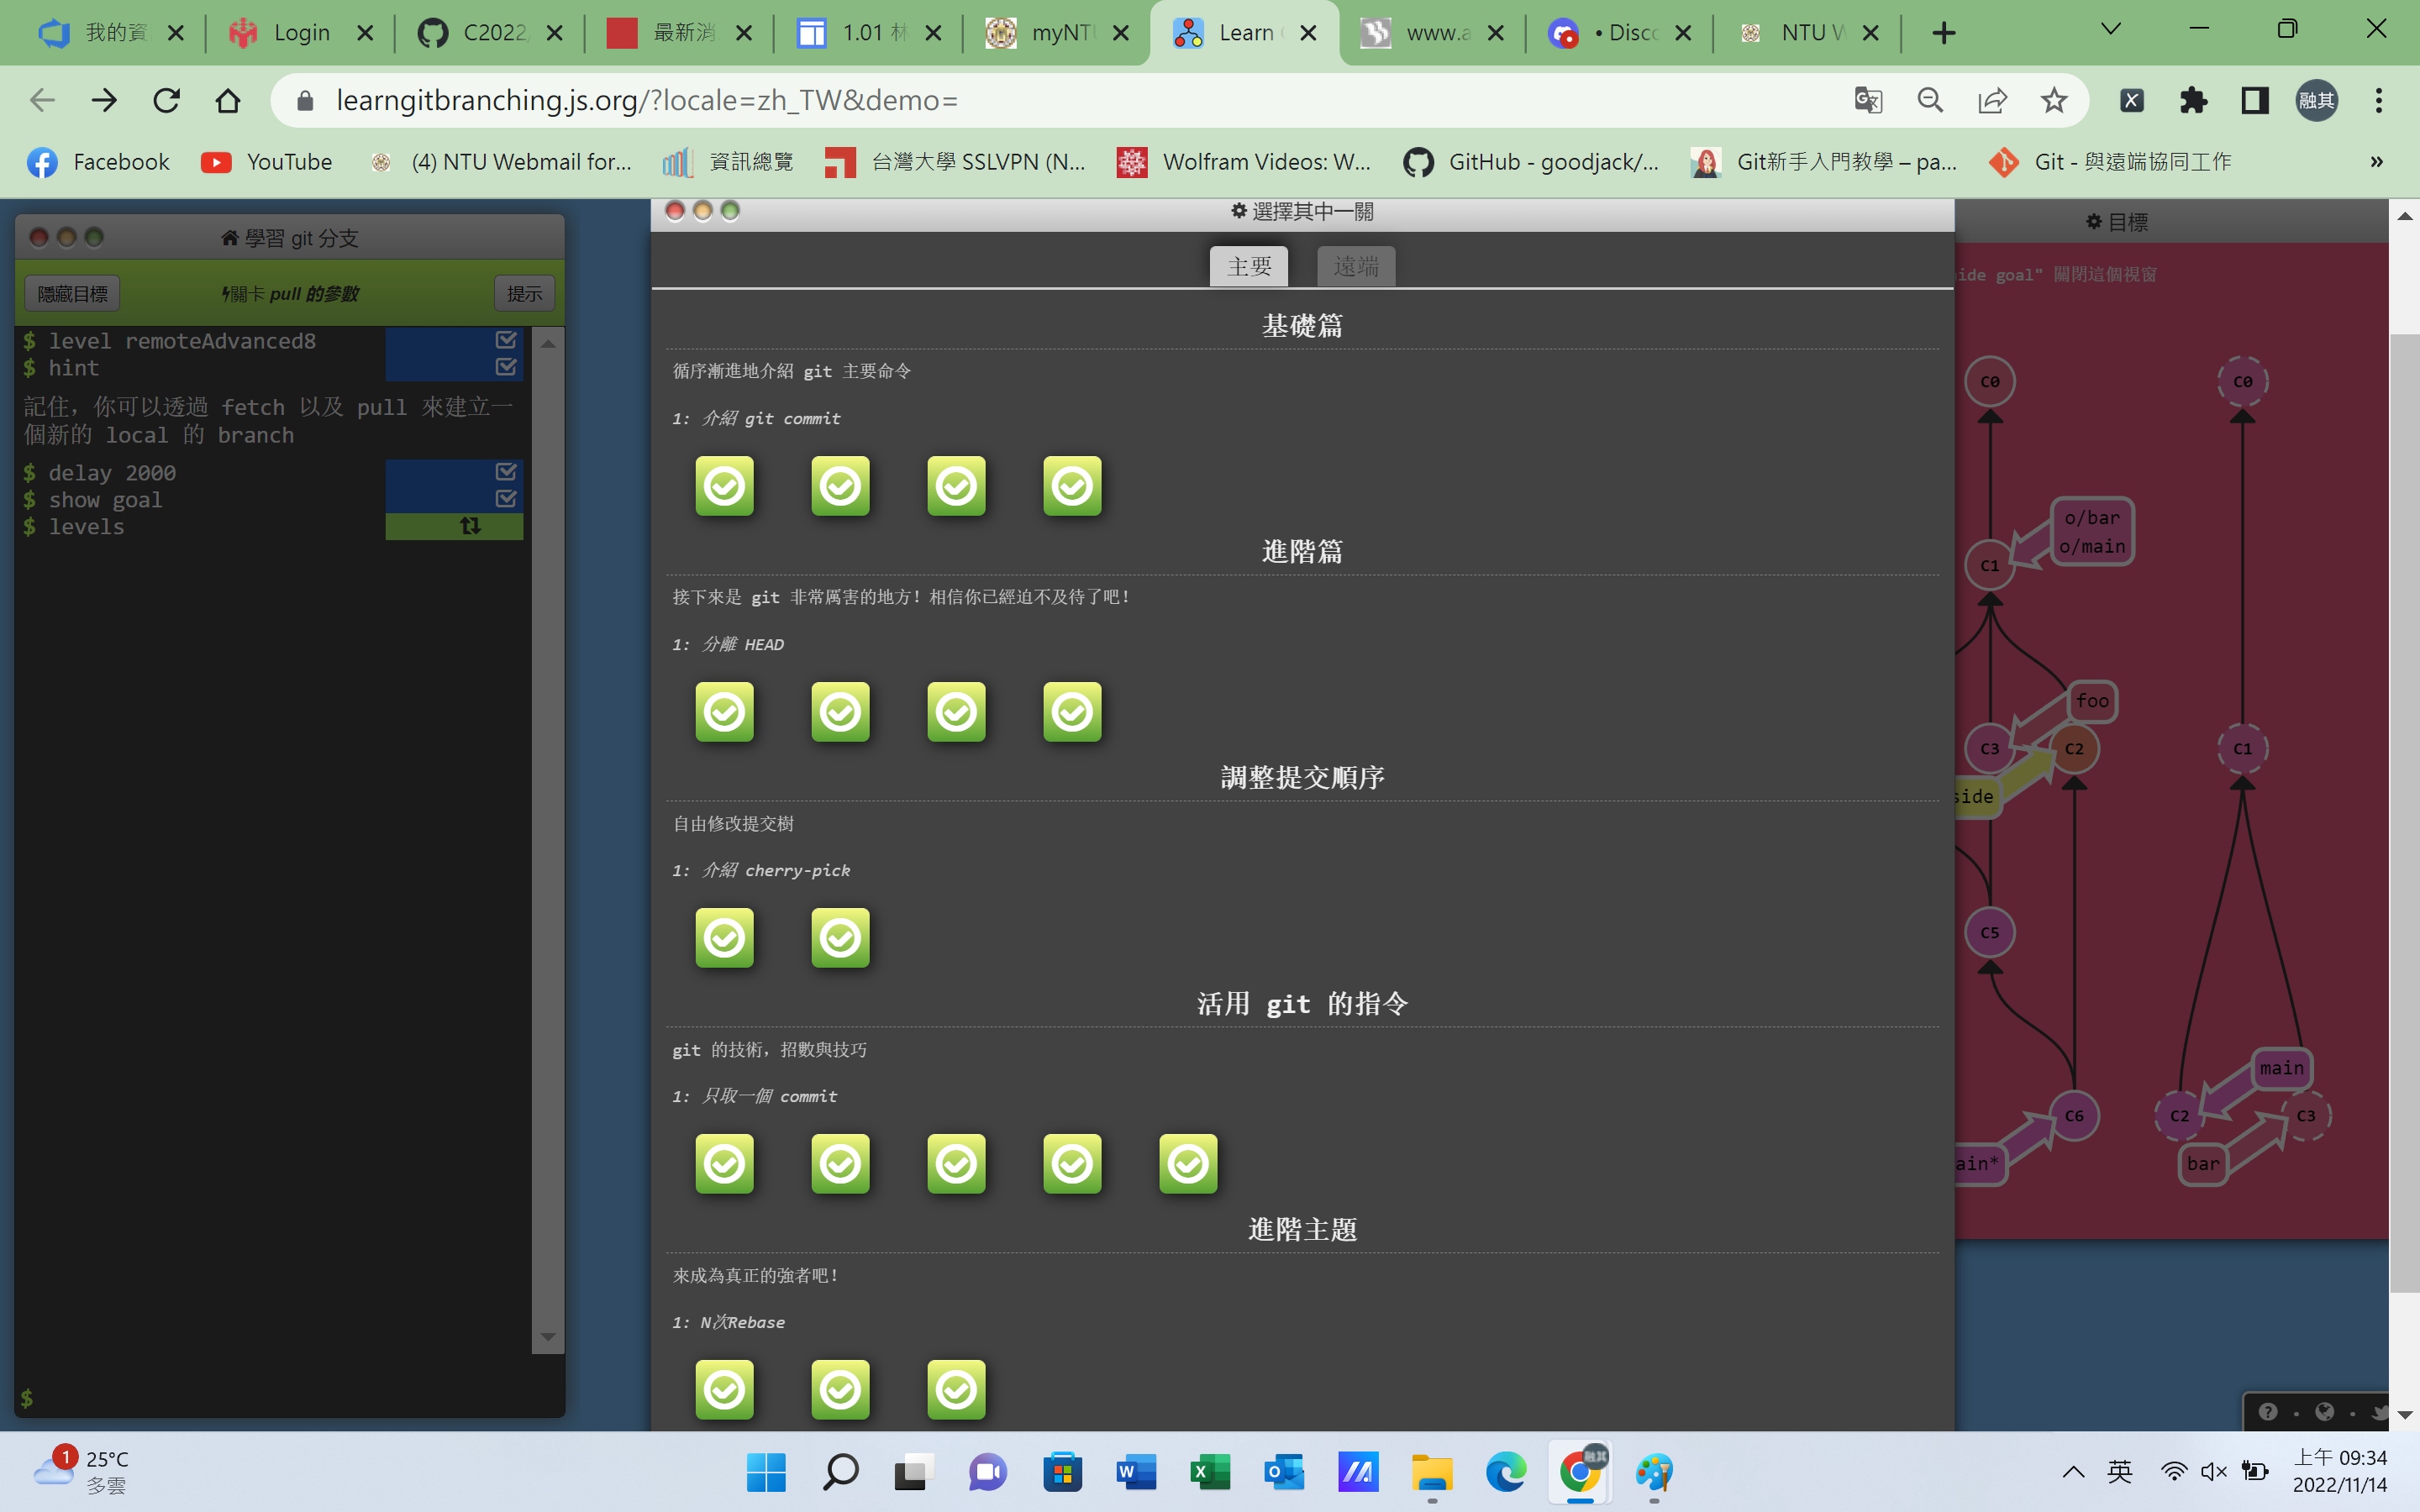 我的資
Login
C2022
最新消
1.01 林
myNTU
Learn
www.a
• Disc
NTU W
learngitbranching.js.org/?locale=zh_TW&demo=
融其
Facebook
YouTube
(4) NTU Webmail for...
資訊總覽
台灣大學 SSLVPN (N...
Wolfram Videos: W...
GitHub - goodjack/...
Git新手入門教學 – pa...
Git - 與遠端協同工作
»
學習 git 分支
隱藏目標
關卡 pull 的參數
提示
$ level remoteAdvanced8
$ hint
記住，你可以透過 fetch 以及 pull 來建立一
個新的 local 的 branch
$ delay 2000
$ show goal
$ levels
$
選擇其中一關
主要
遠端
基礎篇
循序漸進地介紹 git 主要命令
1: 介紹 git commit
進階篇
接下來是 git 非常厲害的地方！相信你已經迫不及待了吧！
1: 分離 HEAD
調整提交順序
自由修改提交樹
1: 介紹 cherry-pick
活用 git 的指令
git 的技術，招數與技巧
1: 只取一個 commit
進階主題
來成為真正的強者吧！
1: N次Rebase
目標
ide goal" 關閉這個視窗
C0
C0
o/bar
o/main
C1
foo
C3
C2
C1
side
C5
main
C6
C2
C3
ain*
bar
1
25°C
多雲
融其
英
上午 09:34
2022/11/14